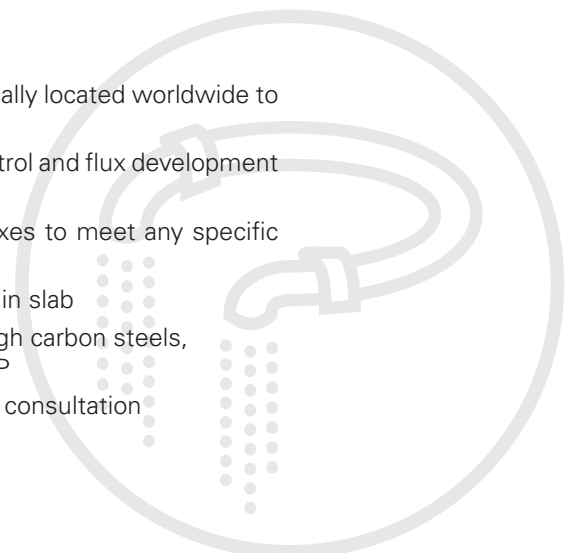 ally located worldwide to
trol and flux development
xes to meet any specific
in slab
gh carbon steels,
P
consultation